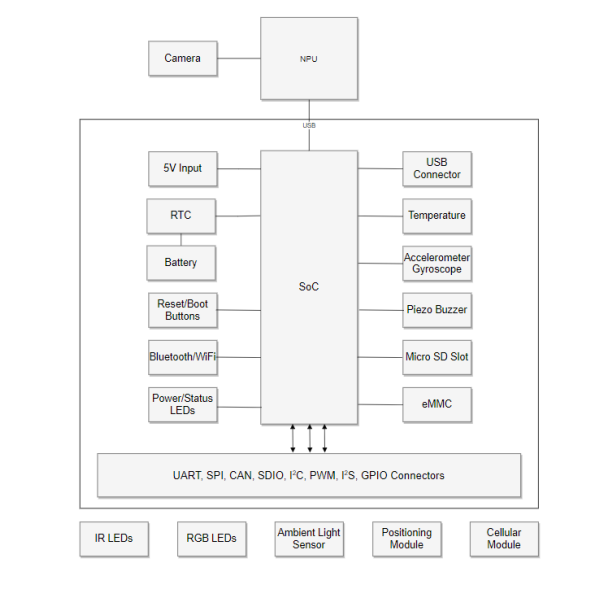 Camera
NPU
USB
5V Input
USB
Connector
RTC
Temperature
Battery
SoC
Accelerometer
Gyroscope
Reset/Boot
Buttons
Piezo Buzzer
Bluetooth/WiFi
Micro SD Slot
Power/Status
LEDs
eMMC
UART, SPI, CAN, SDIO, I²C, PWM, I²S, GPIO Connectors
IR LEDs
RGB LEDs
Ambient Light
Sensor
Positioning
Module
Cellular
Module